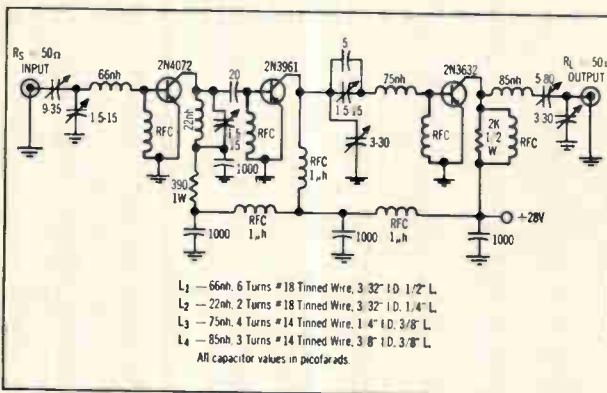 RS 50Ω
INPUT
66nh
2N4072
20
2N3961
5
75nh
2N3632
85nh
5-80
RL 50Ω
OUTPUT
9-35
1.5-15
RFC
22nh
1.5
15
RFC
1000
1.5-15
3-30
RFC
2K
1/2
W
RFC
3-30
390
1W
RFC
1μh
RFC
1μh
RFC
1μh
+28V
1000
1000
1000
L1 — 66nh, 6 Turns #18 Tinned Wire, 3/32" I.D. 1/2" L.
L2 — 22nh, 2 Turns #18 Tinned Wire, 3/32" I.D. 1/4" L.
L3 — 75nh, 4 Turns #14 Tinned Wire, 1/4" I.D. 3/8" L.
L4 — 85nh, 3 Turns #14 Tinned Wire, 3/8" I.D. 3/8" L.
All capacitor values in picofarads.